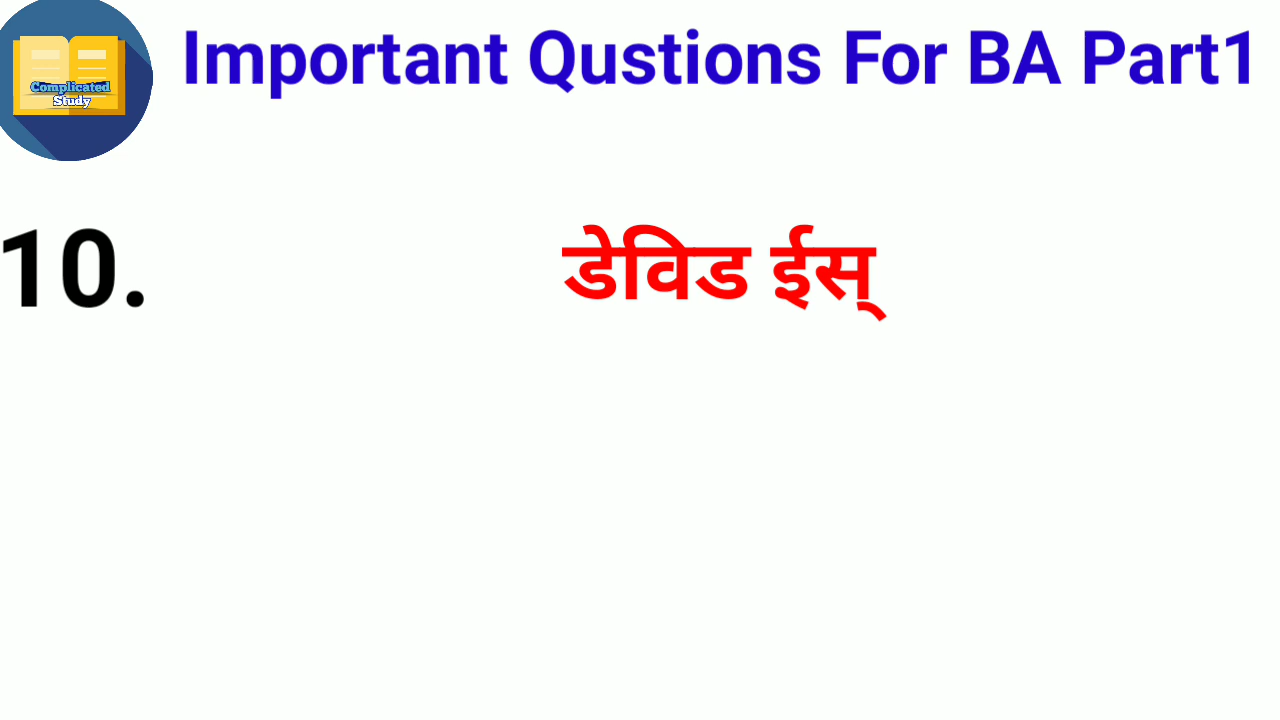 Complicated
Study
Important Qustions For BA Part1
10.
डेविड ईस्